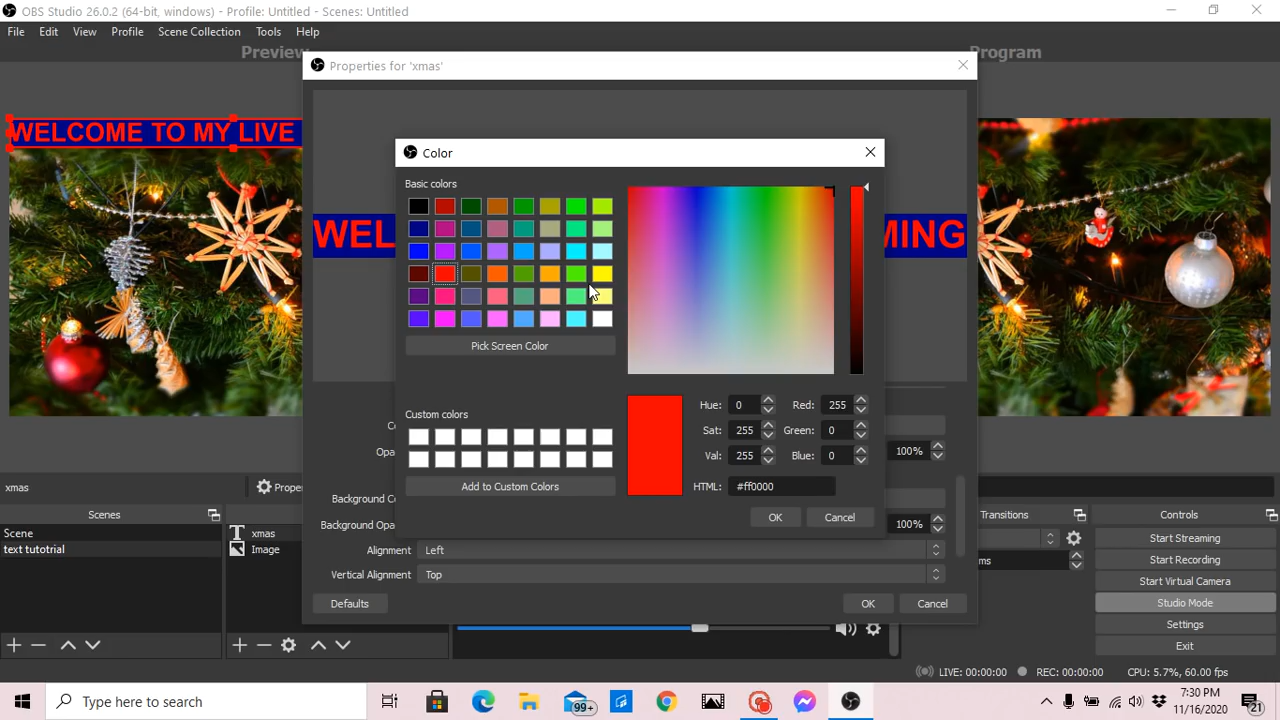 OBS Studio 26.0.2 (64-bit, windows) - Profile: Untitled - Scenes: Untitled
File Edit View Profile Scene Collection Tools Help
Preview
Program
Properties for 'xmas'
WELCOME TO MY LIVE
WEL
MING
Color
Basic colors
Pick Screen Color
Custom colors
Add to Custom Colors
Hue: 0 Red: 255
Sat: 255 Green: 0
Val: 255 Blue: 0
HTML: #ff0000
OK Cancel
Opa
100%
Background Co
Background Opa
100%
Alignment Left
Vertical Alignment Top
Defaults OK Cancel
xmas
Proper
Scenes
Scene
text tutotrial
xmas
Image
Transitions
ms
Controls
Start Streaming
Start Recording
Start Virtual Camera
Studio Mode
Settings
Exit
LIVE: 00:00:00 REC: 00:00:00 CPU: 5.7%, 60.00 fps
Type here to search
99+
7:30 PM
11/16/2020
21